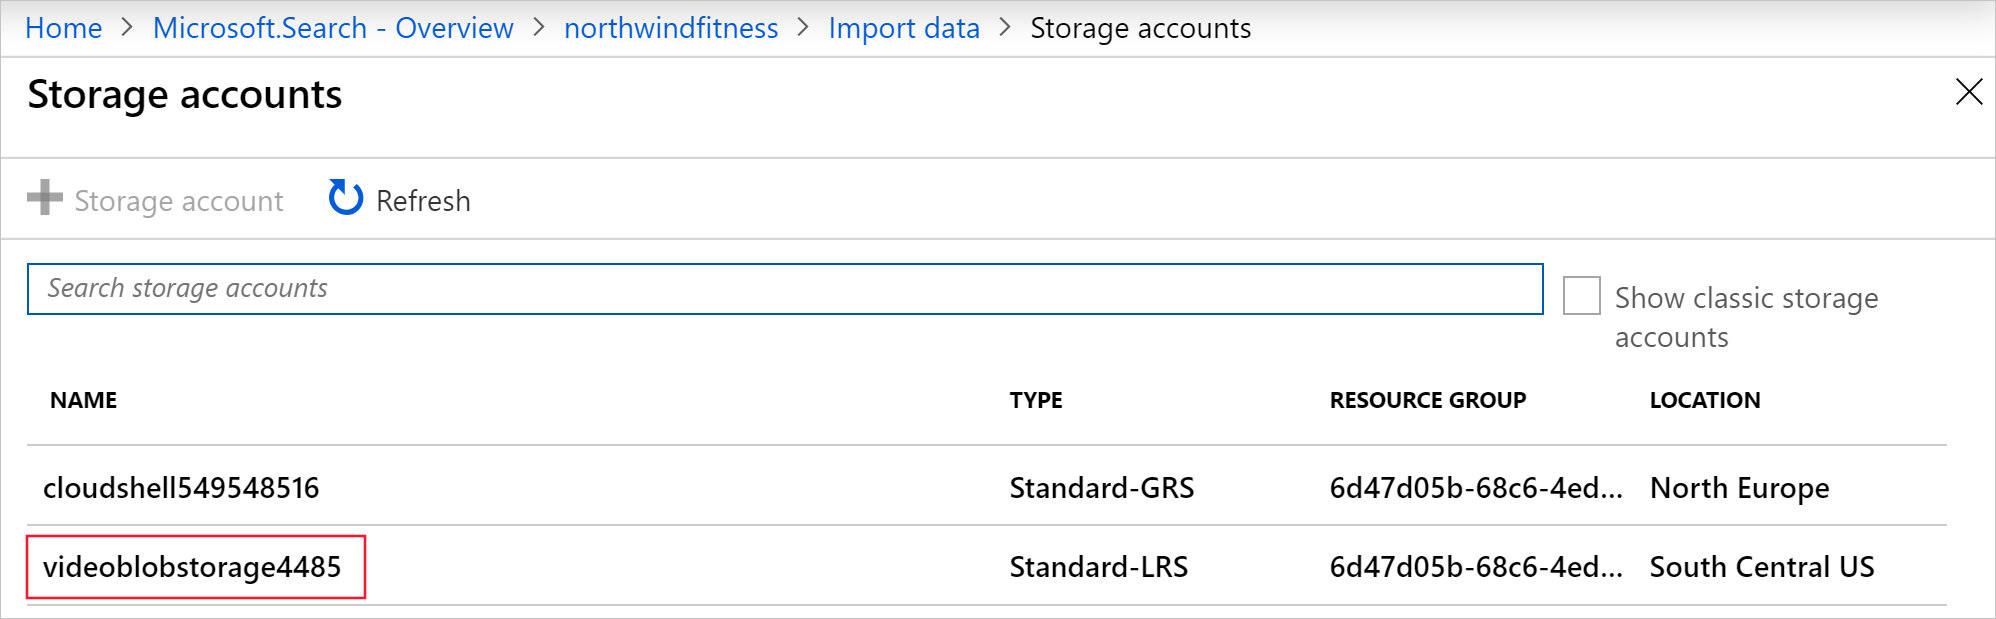 Home > Microsoft.Search - Overview > northwindfitness > Import data > Storage accounts
Storage accounts
Storage account Refresh
Search storage accounts
Show classic storage
accounts
NAME TYPE RESOURCE GROUP LOCATION
cloudshell549548516 Standard-GRS 6d47d05b-68c6-4ed... North Europe
videoblobstorage4485 Standard-LRS 6d47d05b-68c6-4ed... South Central US